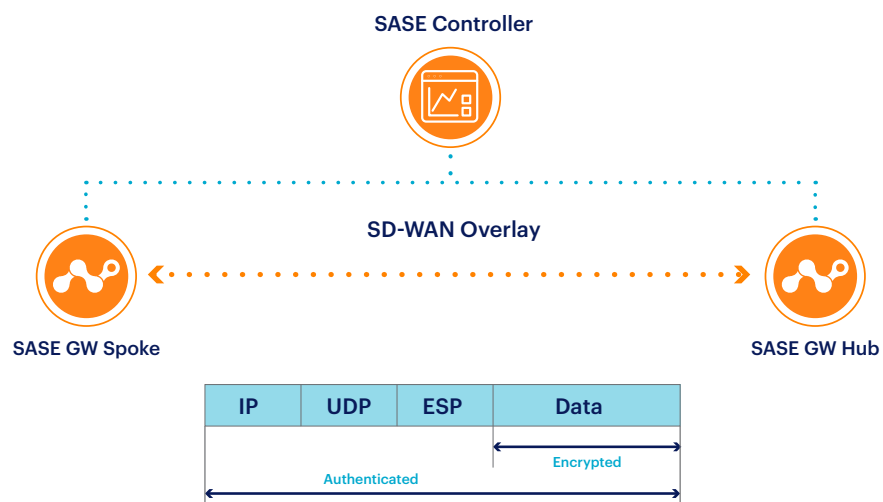 SASE Controller
SD-WAN Overlay
SASE GW Spoke
SASE GW Hub
IP
UDP
ESP
Data
Encrypted
Authenticated